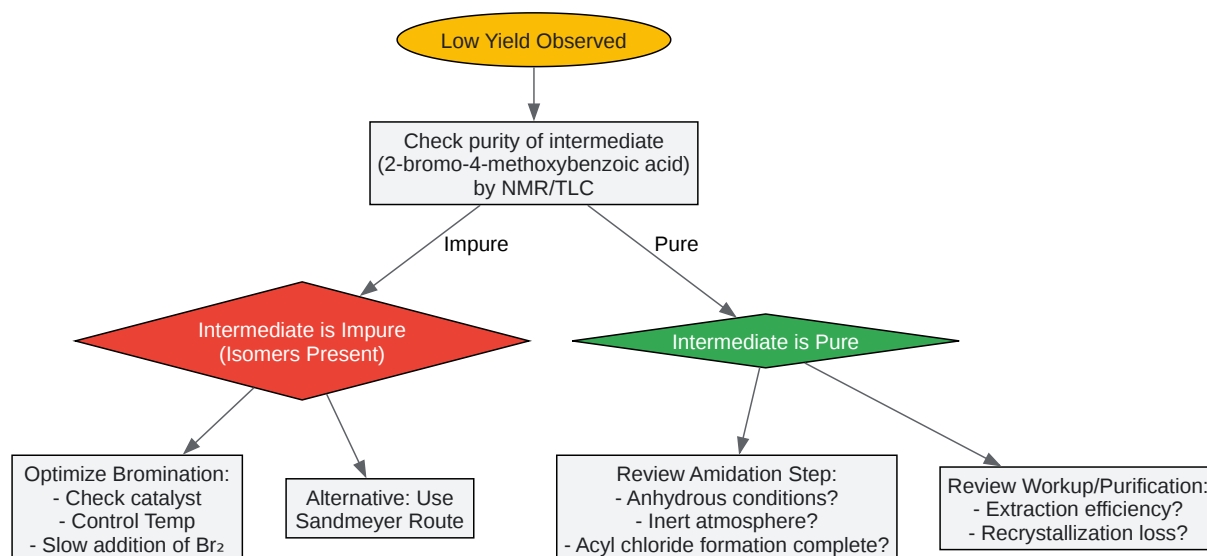 Low Yield Observed
Check purity of intermediate
(2-bromo-4-methoxybenzoic acid)
by NMR/TLC
Impure
Pure
Intermediate is Impure
(Isomers Present)
Intermediate is Pure
Optimize Bromination:
- Check catalyst
- Control Temp
- Slow addition of Br₂
Alternative: Use
Sandmeyer Route
Review Amidation Step:
- Anhydrous conditions?
- Inert atmosphere?
- Acyl chloride formation complete?
Review Workup/Purification:
- Extraction efficiency?
- Recrystallization loss?